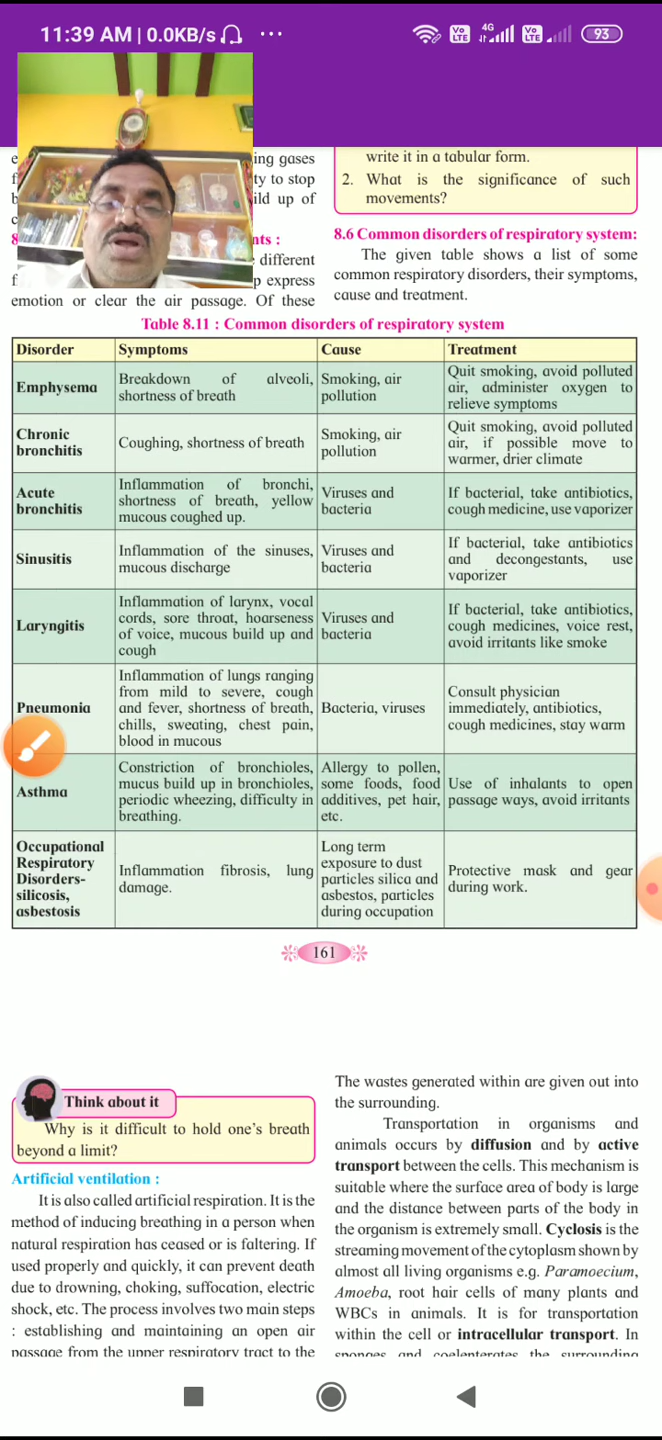 11:39 AM | 0.0KB/s ...
Vo LTE 4G Vo LTE 93
ing gases
ty to stop
ild up of
nts :
different
p express
emotion or clear the air passage. Of these
write it in a tabular form.
2. What is the significance of such
movements?
8.6 Common disorders of respiratory system:
The given table shows a list of some
common respiratory disorders, their symptoms,
cause and treatment.
Table 8.11 : Common disorders of respiratory system
Disorder Symptoms Cause Treatment
Emphysema
Breakdown of alveoli,
shortness of breath
Smoking, air
pollution
Quit smoking, avoid polluted
air, administer oxygen to
relieve symptoms
Chronic
bronchitis
Coughing, shortness of breath
Smoking, air
pollution
Quit smoking, avoid polluted
air, if possible move to
warmer, drier climate
Acute
bronchitis
Inflammation of bronchi,
shortness of breath, yellow
mucous coughed up.
Viruses and
bacteria
If bacterial, take antibiotics,
cough medicine, use vaporizer
Sinusitis
Inflammation of the sinuses,
mucous discharge
Viruses and
bacteria
If bacterial, take antibiotics
and decongestants, use
vaporizer
Laryngitis
Inflammation of larynx, vocal
cords, sore throat, hoarseness
of voice, mucous build up and
cough
Viruses and
bacteria
If bacterial, take antibiotics,
cough medicines, voice rest,
avoid irritants like smoke
Pneumonia
Inflammation of lungs ranging
from mild to severe, cough
and fever, shortness of breath,
chills, sweating, chest pain,
blood in mucous
Bacteria, viruses
Consult physician
immediately, antibiotics,
cough medicines, stay warm
Asthma
Constriction of bronchioles,
mucus build up in bronchioles,
periodic wheezing, difficulty in
breathing.
Allergy to pollen,
some foods, food
additives, pet hair,
etc.
Use of inhalants to open
passage ways, avoid irritants
Occupational
Respiratory
Disorders-
silicosis,
asbestosis
Inflammation fibrosis, lung
damage.
Long term
exposure to dust
particles silica and
asbestos, particles
during occupation
Protective mask and gear
during work.
161
Think about it
Why is it difficult to hold one's breath
beyond a limit?
Artificial ventilation :
It is also called artificial respiration. It is the
method of inducing breathing in a person when
natural respiration has ceased or is faltering. If
used properly and quickly, it can prevent death
due to drowning, choking, suffocation, electric
shock, etc. The process involves two main steps
: establishing and maintaining an open air
passage from the upper respiratory tract to the
The wastes generated within are given out into
the surrounding.
Transportation in organisms and
animals occurs by diffusion and by active
transport between the cells. This mechanism is
suitable where the surface area of body is large
and the distance between parts of the body in
the organism is extremely small. Cyclosis is the
streaming movement of the cytoplasm shown by
almost all living organisms e.g. Paramoecium,
Amoeba, root hair cells of many plants and
WBCs in animals. It is for transportation
within the cell or intracellular transport. In
sponges and coelenterates the surrounding